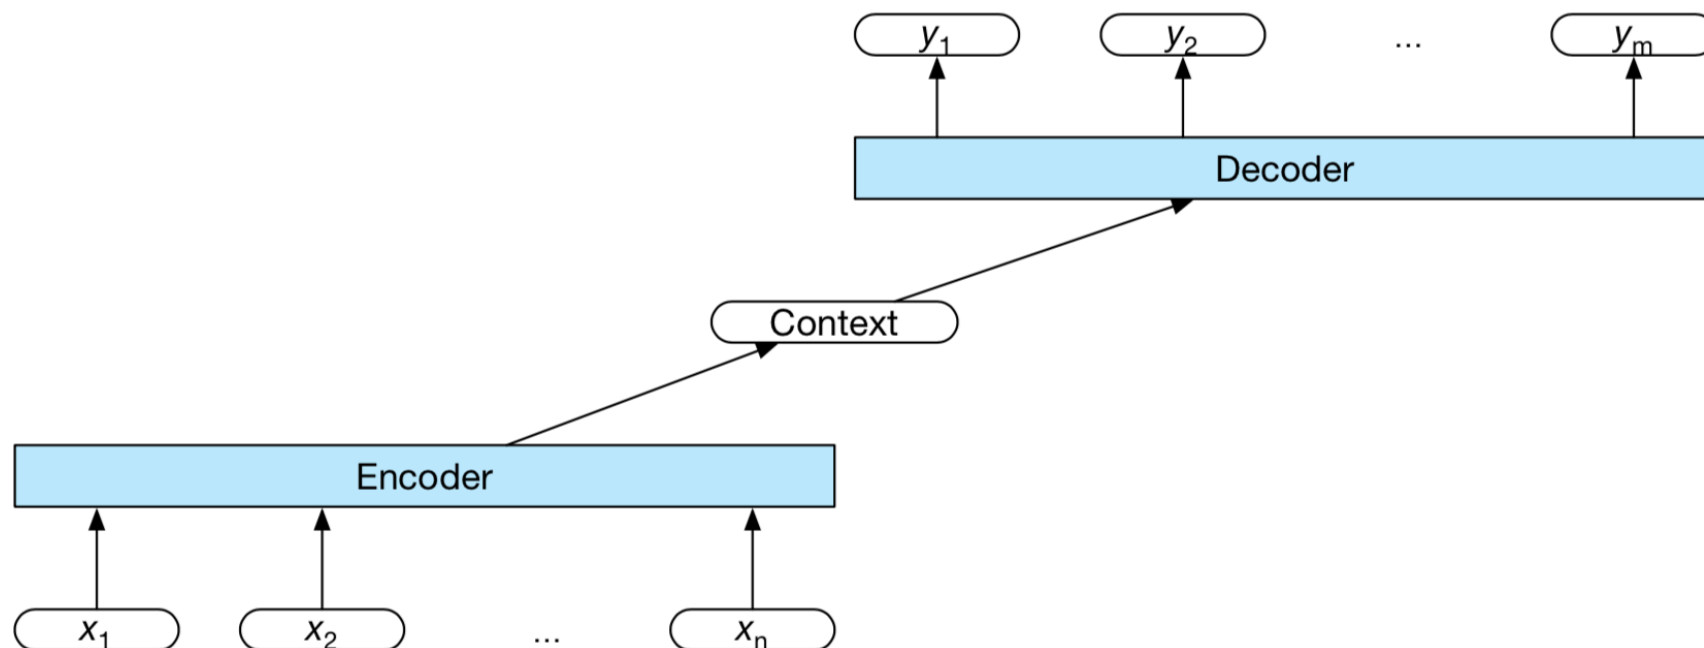 y1 y2 ... ym
Decoder
Context
Encoder
x1 x2 ... xn